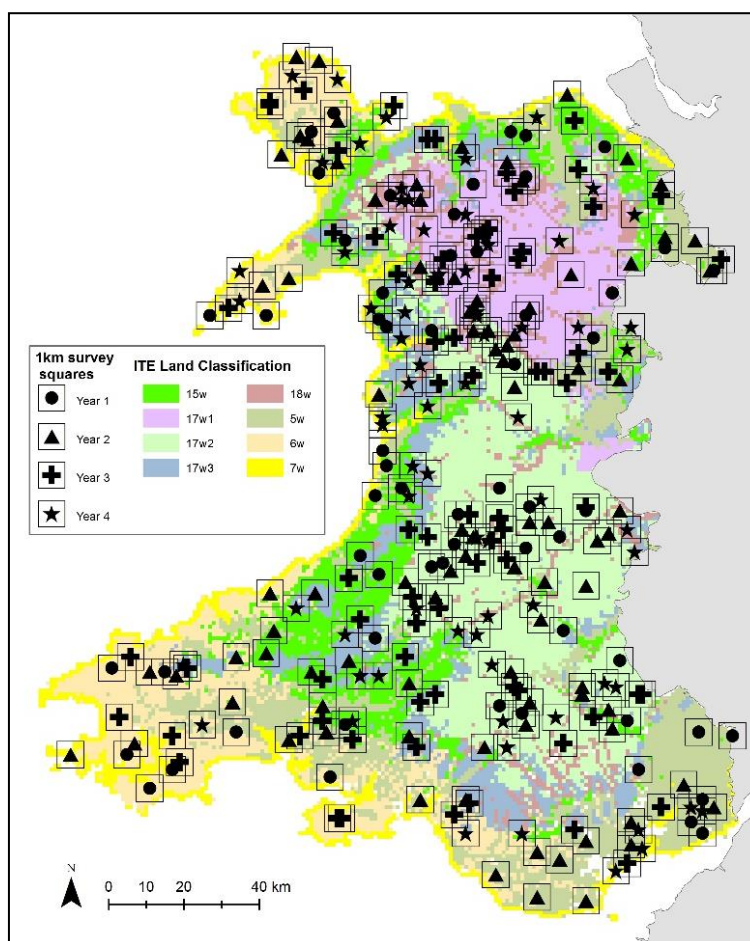 1km survey squares
Year 1
Year 2
Year 3
Year 4
ITE Land Classification
15w
17w1
17w2
17w3
18w
5w
6w
7w
N
0 10 20 40 km